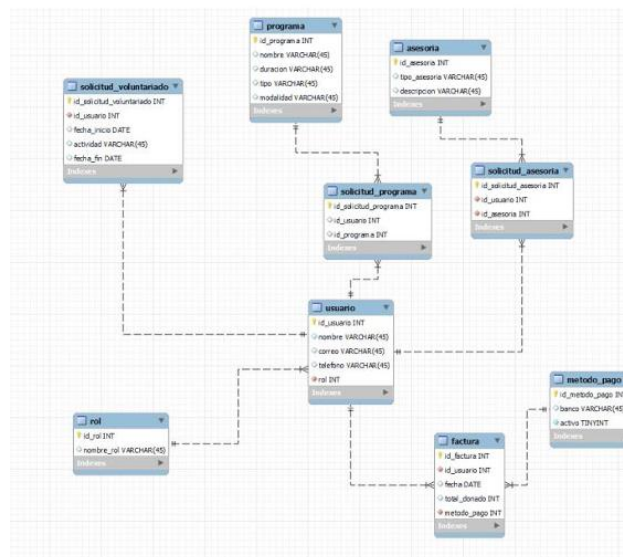 programa
id_programa INT
nombre VARCHAR(45)
duracion VARCHAR(45)
tipo VARCHAR(45)
modalidad VARCHAR(45)
Indexes
asesoria
id_asesoria INT
tipo_asesoria VARCHAR(45)
descripcion VARCHAR(45)
Indexes
solicitud_voluntariado
id_solicitud_voluntariado INT
id_usuario INT
fecha_inicio DATE
actividad VARCHAR(45)
fecha_fin DATE
Indexes
solicitud_programa
id_solicitud_programa INT
id_usuario INT
id_programa INT
Indexes
solicitud_asesoria
id_solicitud_asesoria INT
id_usuario INT
id_asesoria INT
Indexes
usuario
id_usuario INT
nombre VARCHAR(45)
correo VARCHAR(45)
telefono VARCHAR(45)
rol INT
Indexes
rol
id_rol INT
nombre_rol VARCHAR(45)
Indexes
factura
id_factura INT
id_usuario INT
fecha DATE
total_donado INT
metodo_pago INT
Indexes
metodo_pago
id_metodo_pago IN
banco VARCHAR(45)
activo TINYINT
Indexes